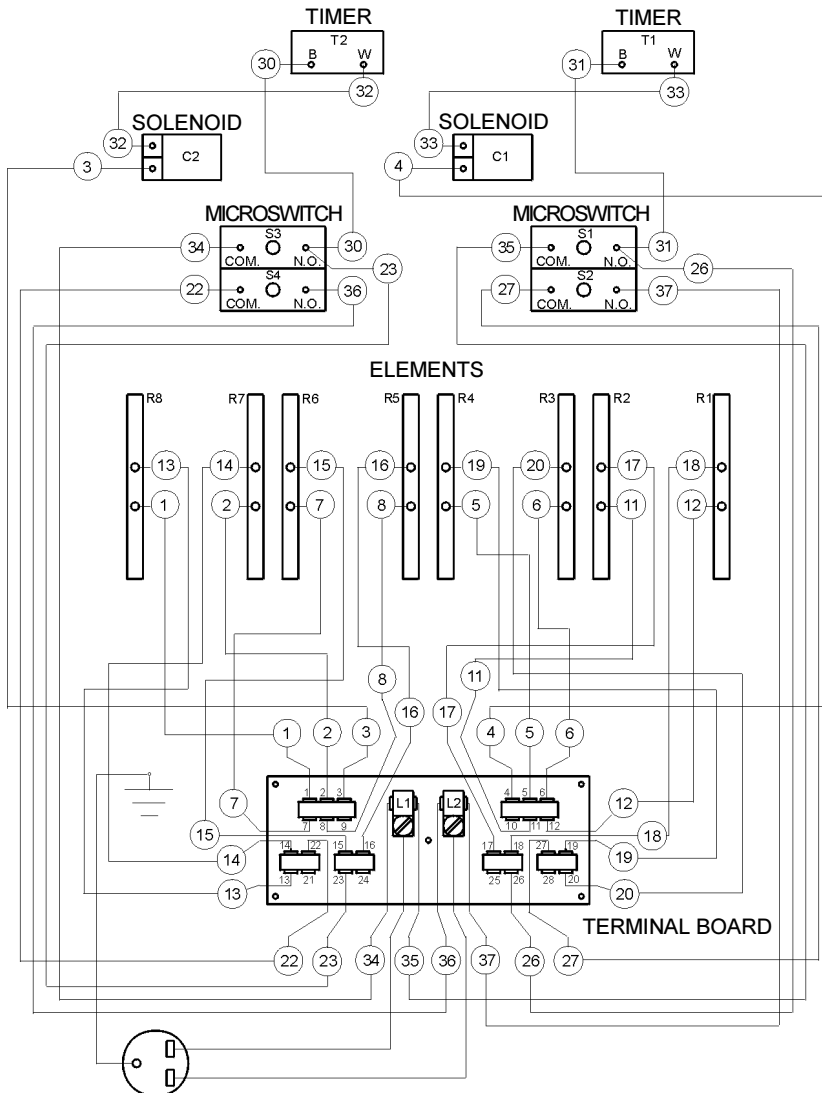 TIMER TIMER
T2 T1
B W B W
30 31
32 33
SOLENOID SOLENOID
32 C2 33 C1
3 4
MICROSWITCH MICROSWITCH
S3 S1
34 30 35 31
COM. N.O. 23 COM. N.O. 26
S4 S2
22 36 27 37
COM. N.O. COM. N.O.
ELEMENTS
R8 R7 R6 R5 R4 R3 R2 R1
13 14 15 16 19 20 17 18
1 2 7 8 5 6 11 12
8 11
16 17
1 2 3 4 5 6
1 2 3 4 5 6
7 L1 L2 12
7 8 9 10 11 12
15 18
14 22 15 16 17 18 27 19
14 19
13 21 23 24 25 26 28 20
13 20
TERMINAL BOARD
22 23 34 35 36 37 26 27